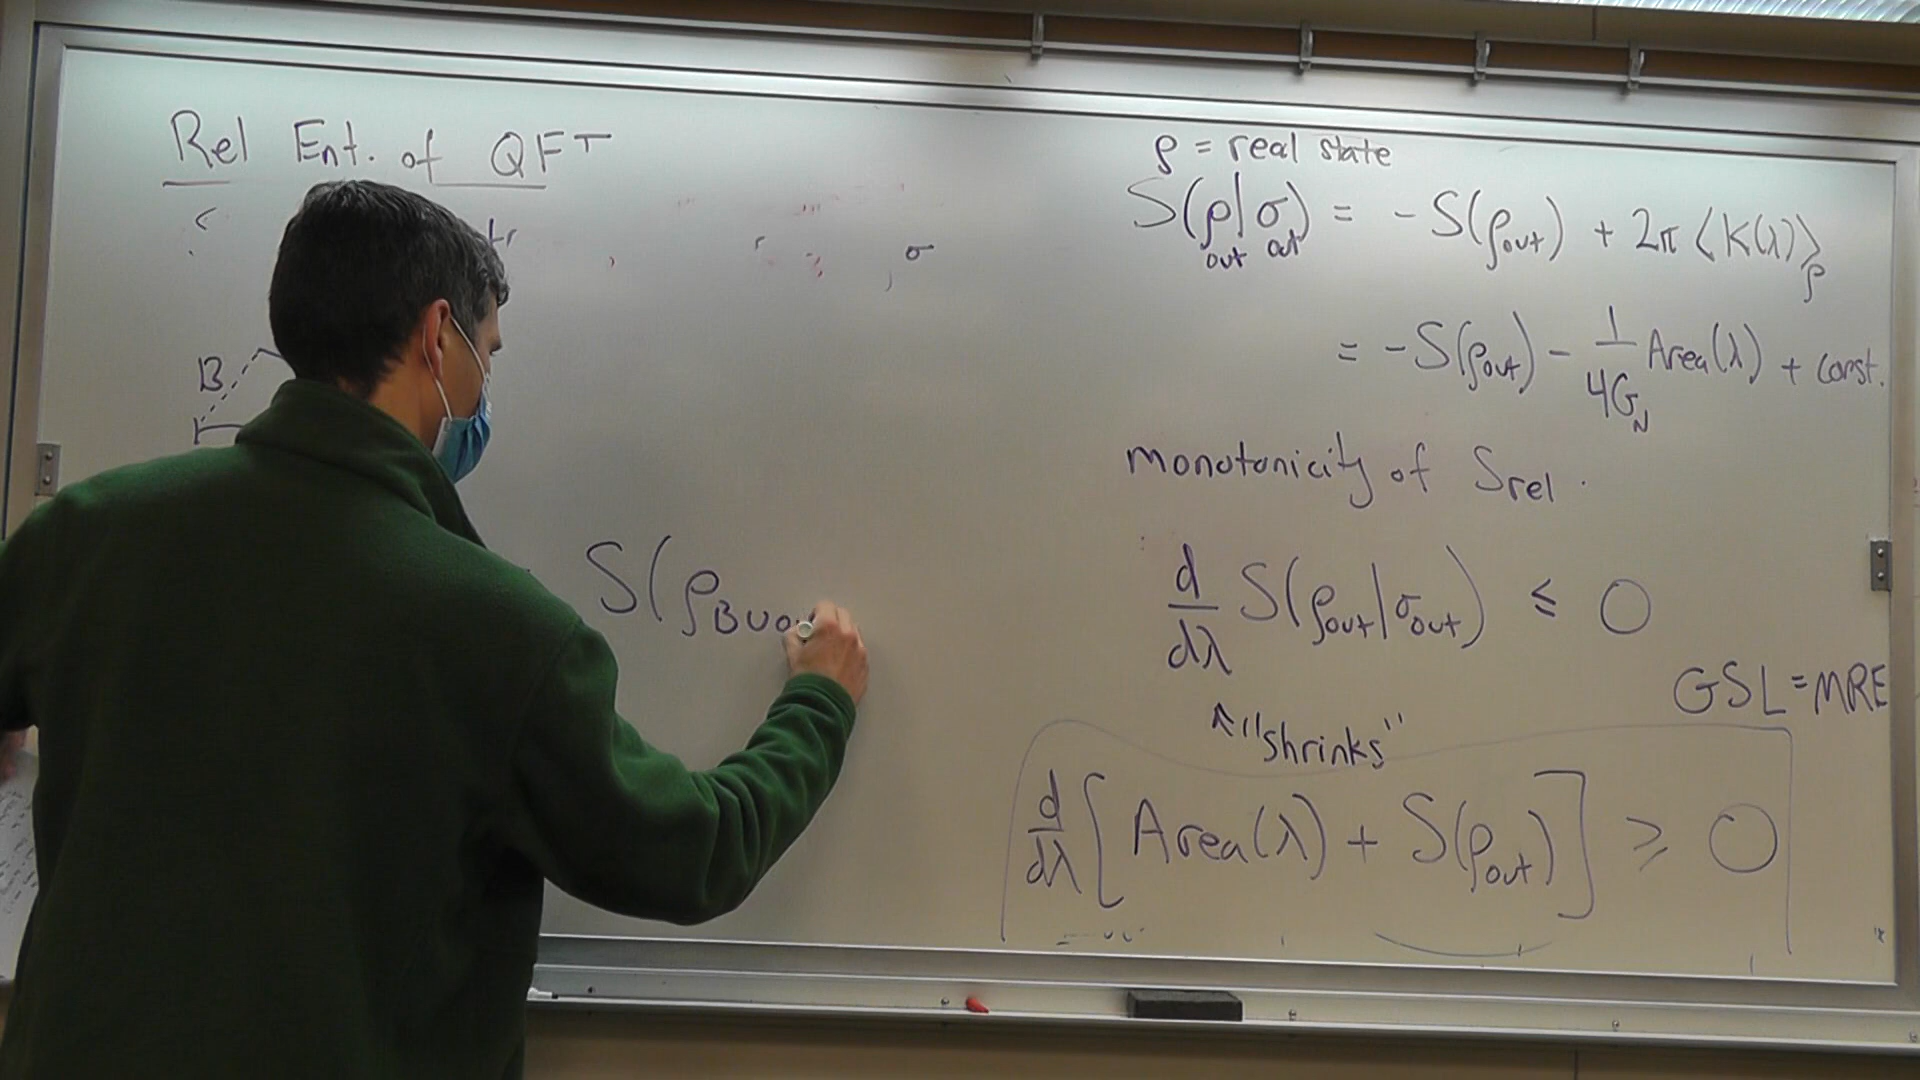 Rel Ent. of QFT
σ
B
S(ρ_BUO
ρ = real state
S(ρ_out|σ_out) = -S(ρ_out) + 2π⟨K(λ)⟩_ρ
= -S(ρ_out) - 1/4G_N Area(λ) + const.
monotonicity of S_rel.
d/dλ S(ρ_out|σ_out) ≤ 0
GSL=MRE
↑"shrinks"
d/dλ [Area(λ) + S(ρ_out)] ≥ 0